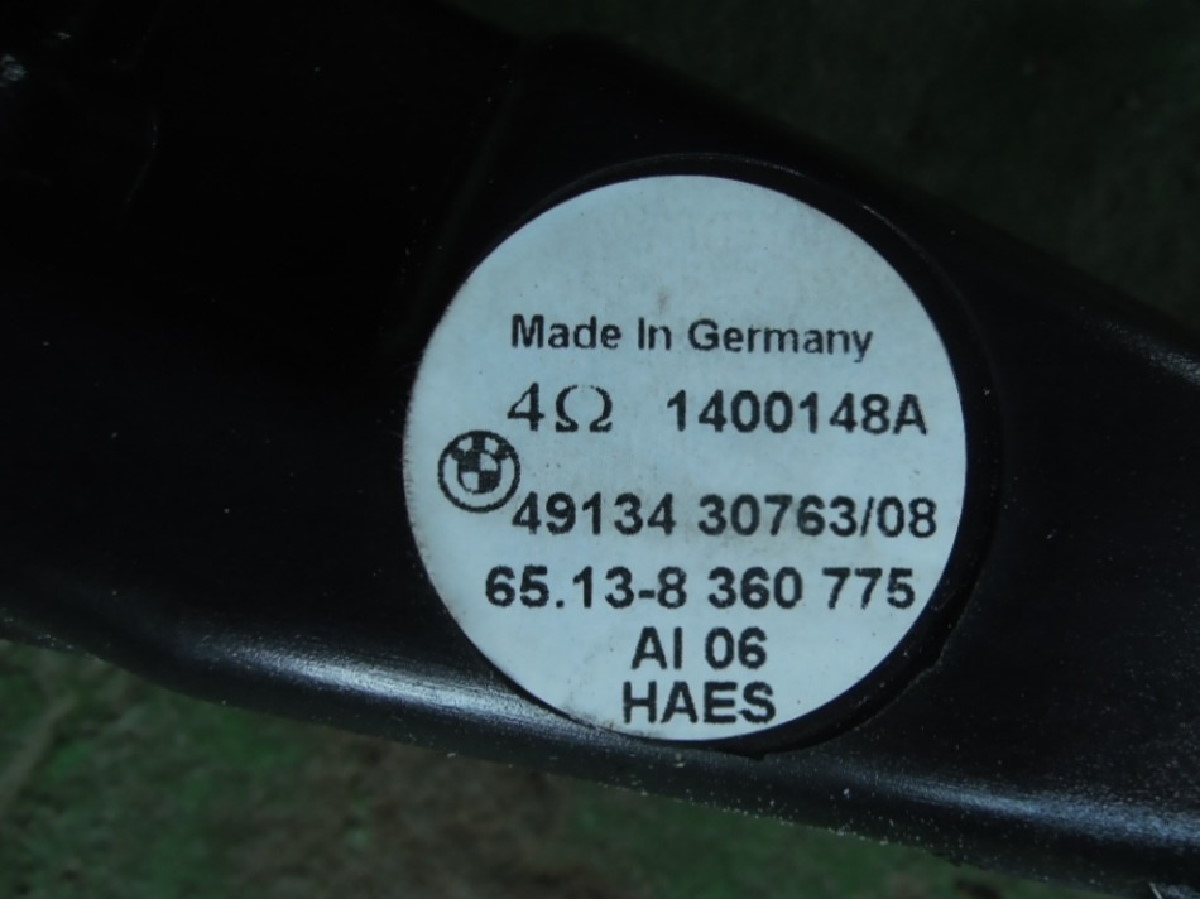 Made In Germany
4Ω 1400148A
49134 30763/08
65.13-8 360 775
AI 06
HAES